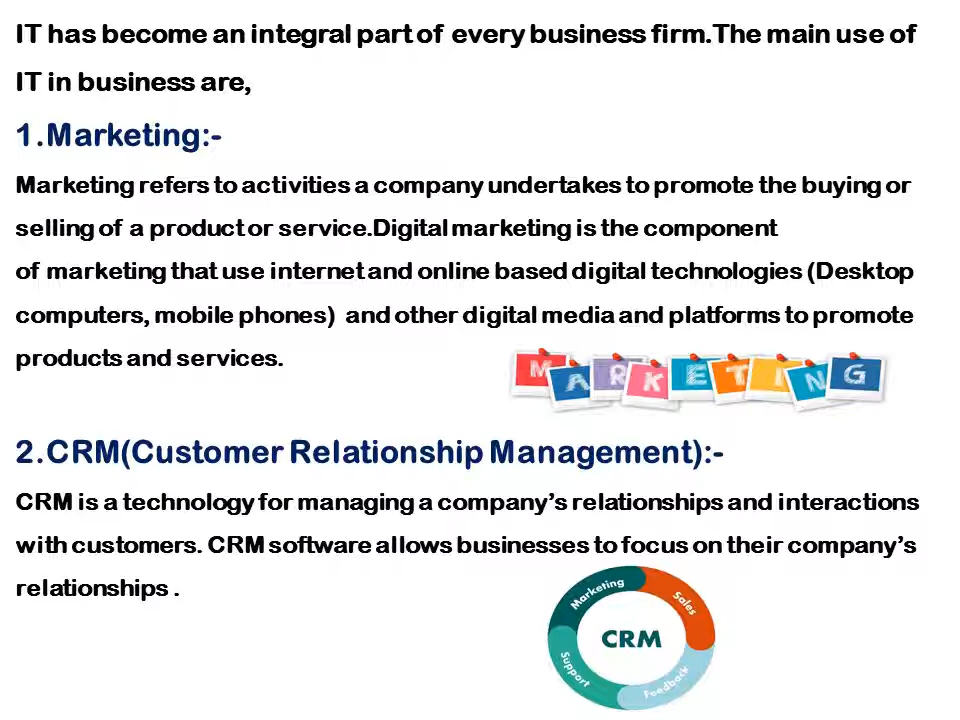 IT has become an integral part of every business firm.The main use of
IT in business are,
1.Marketing:-
Marketing refers to activities a company undertakes to promote the buying or
selling of a product or service.Digital marketing is the component
of marketing that use internet and online based digital technologies (Desktop
computers, mobile phones) and other digital media and platforms to promote
products and services.
MARKETING
2.CRM(Customer Relationship Management):-
CRM is a technology for managing a company’s relationships and interactions
with customers. CRM software allows businesses to focus on their company’s
relationships .
Marketing
Sales
CRM
Support
Feedback